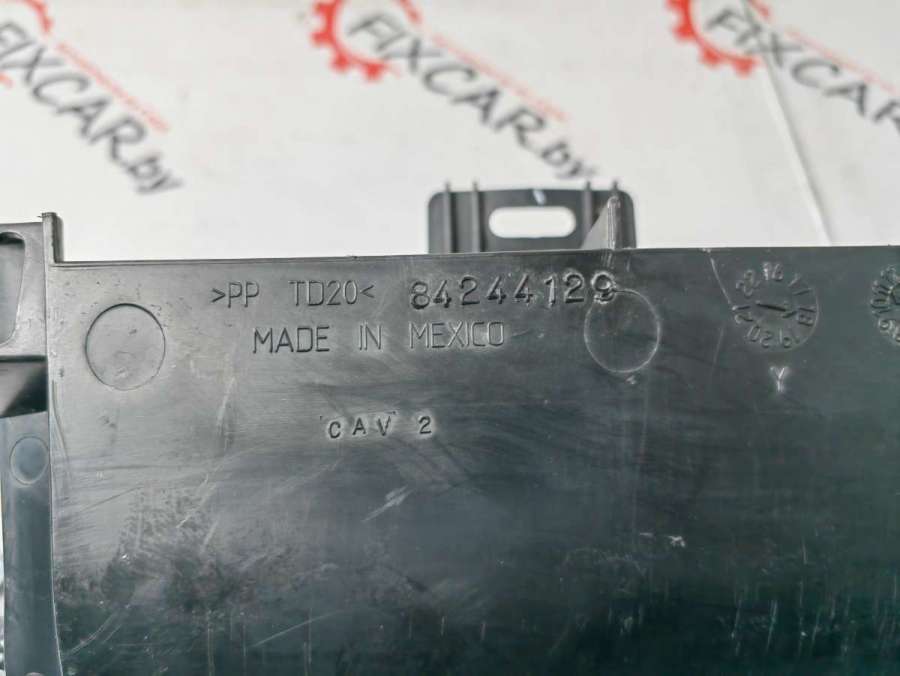 FIXCAR.by
FIXCAR.by
FIXCAR
>PP TD20< 84244129
MADE IN MEXICO
CAV 2
Y